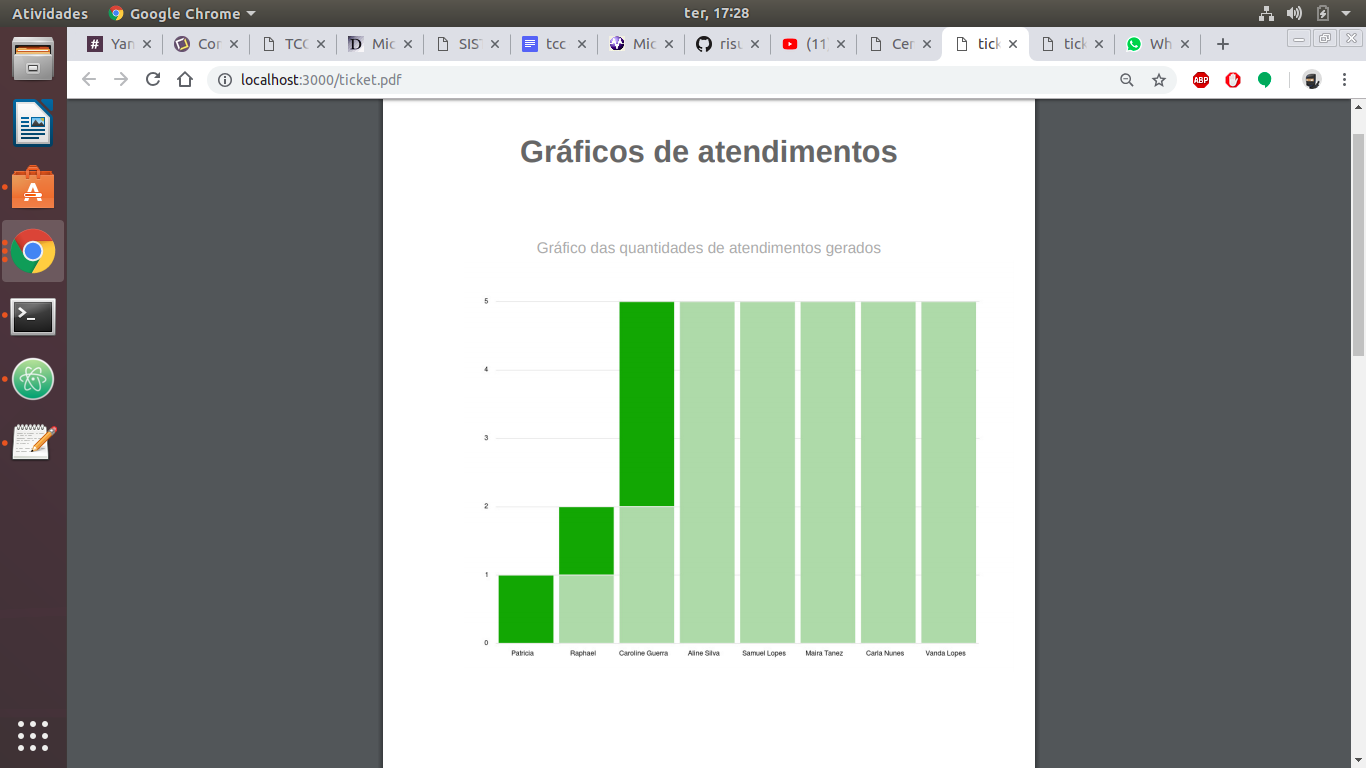 Atividades Google Chrome ter, 17:28
# Yan Cor TCC D Mic SIST tcc Mic risu (11) Cer tick tick Wh
localhost:3000/ticket.pdf
ABP
Gráficos de atendimentos
Gráfico das quantidades de atendimentos gerados
5
4
3
2
1
0
Patricia Raphael Caroline Guerra Aline Silva Samuel Lopes Maira Tanez Carla Nunes Vanda Lopes